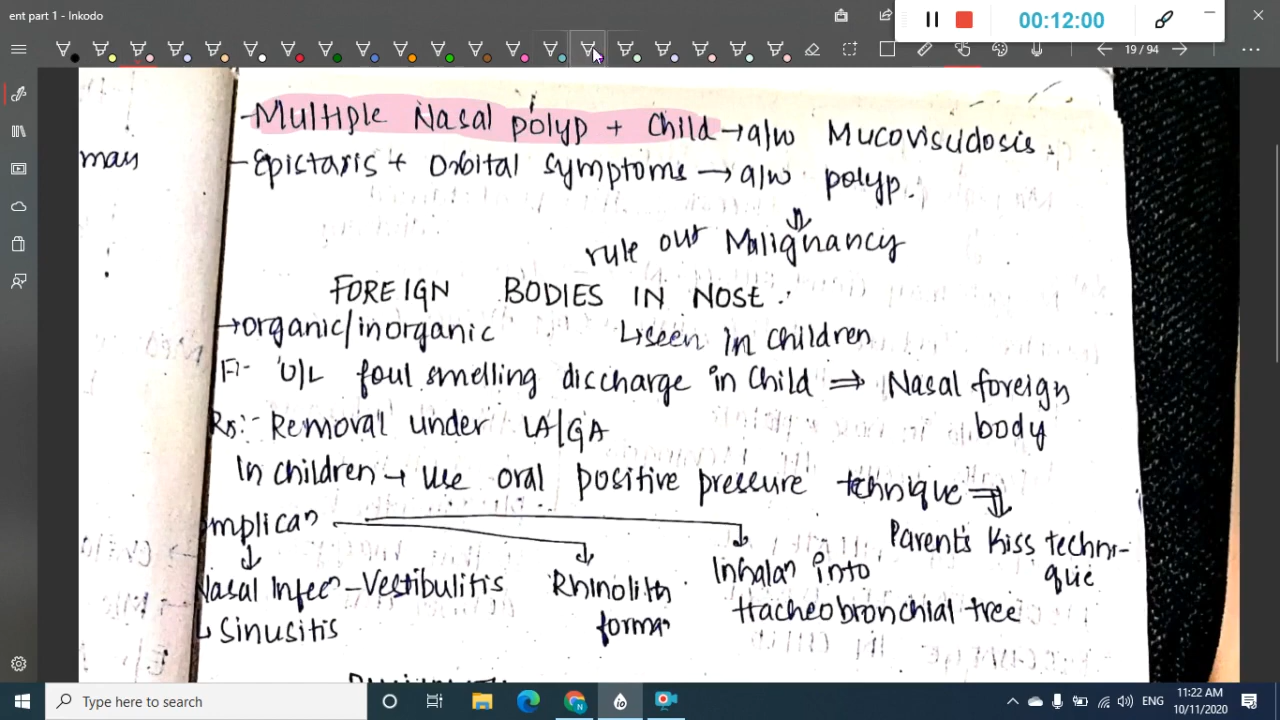 ent part 1 - Inkodo
00:12:00
19 / 94
-Multiple Nasal polyp + Child → a/w Mucoviscidosis.
- Epistaxis + Orbital symptoms → a/w polyp.
rule out Malignancy
FOREIGN BODIES IN NOSE.
→ organic/inorganic
↳ seen in Children
F:- U/L foul smelling discharge in Child ⇒ Nasal foreign body
Rx:- Removal under LA/GA
In children → Use oral positive pressure technique ⇒
Parent's Kiss techni-
que
mplican
Nasal Infecn - Vestibulitis
↳ Sinusitis
Rhinolith
forman
Inhalan into
tracheobronchial tree
Type here to search
ENG
11:22 AM
10/11/2020